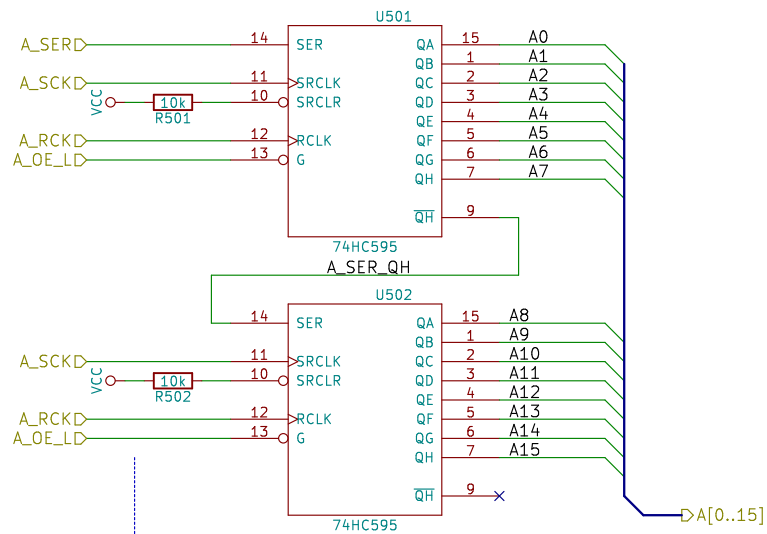 U501
A_SER 14 SER QA 15 A0
QB 1 A1
A_SCK 11 SRCLK QC 2 A2
VCC 10k 10 SRCLR QD 3 A3
R501
QE 4 A4
A_RCK 12 RCLK QF 5 A5
A_OE_L 13 G QG 6 A6
QH 7 A7
QH 9
74HC595
A_SER_QH
U502
14 SER QA 15 A8
QB 1 A9
A_SCK 11 SRCLK QC 2 A10
VCC 10k 10 SRCLR QD 3 A11
R502
QE 4 A12
A_RCK 12 RCLK QF 5 A13
A_OE_L 13 G QG 6 A14
QH 7 A15
QH 9
A[0..15]
74HC595